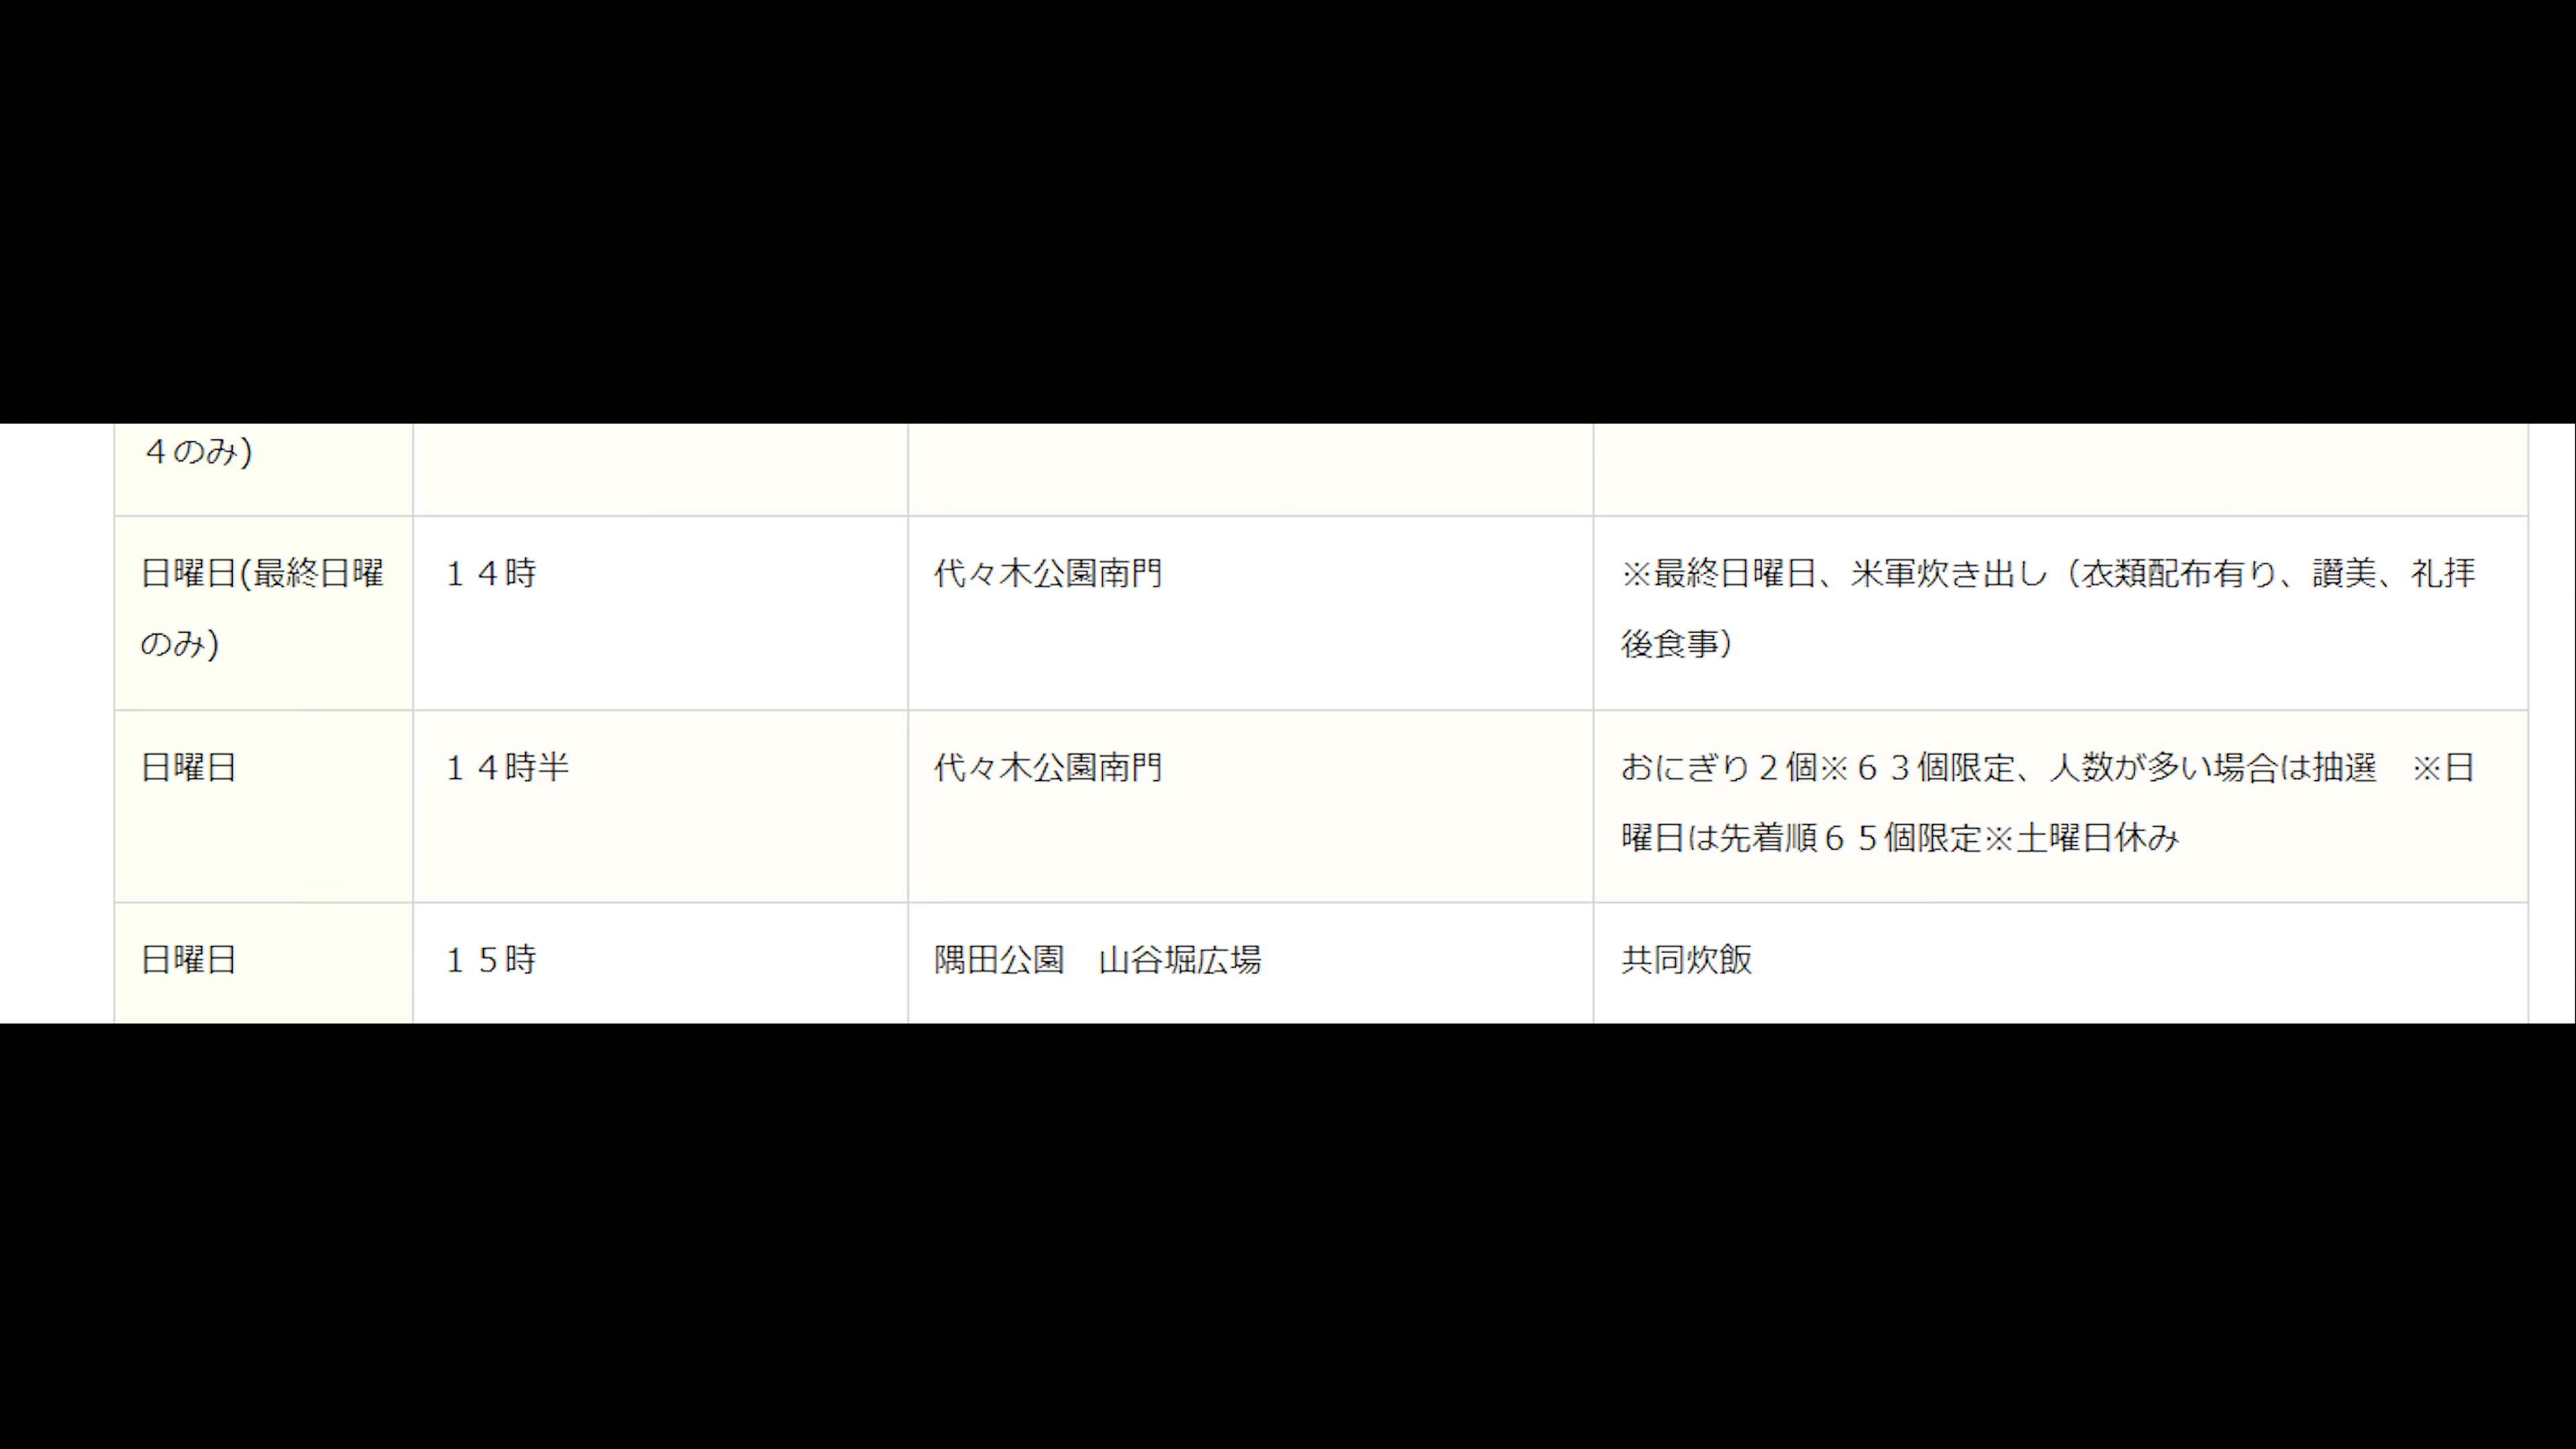 ４のみ)
日曜日(最終日曜 １４時 代々木公園南門 ※最終日曜日、米軍炊き出し（衣類配布有り、讃美、礼拝
のみ) 後食事）
日曜日 １４時半 代々木公園南門 おにぎり２個※６３個限定、人数が多い場合は抽選　※日
曜日は先着順６５個限定※土曜日休み
日曜日 １５時 隅田公園　山谷堀広場 共同炊飯